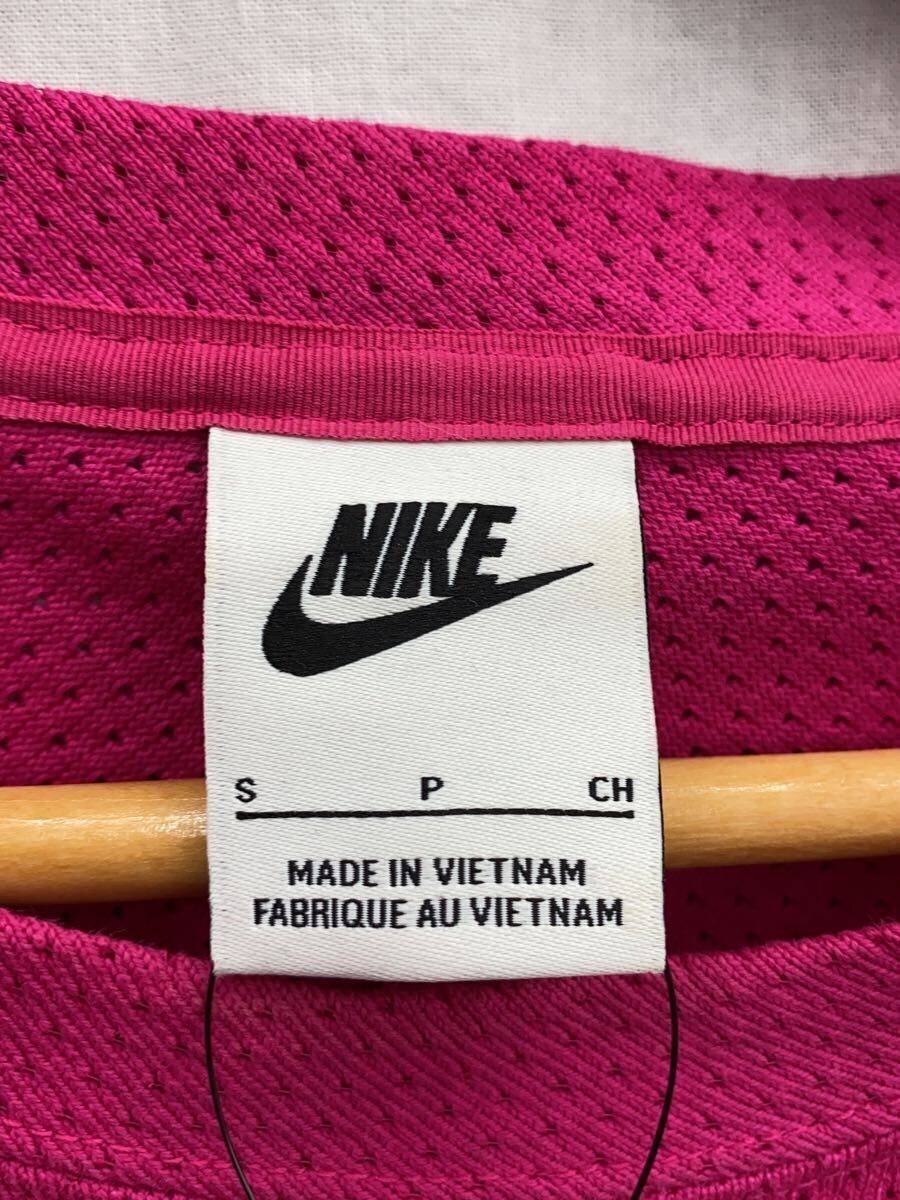 NIKE
S P CH
MADE IN VIETNAM
FABRIQUE AU VIETNAM